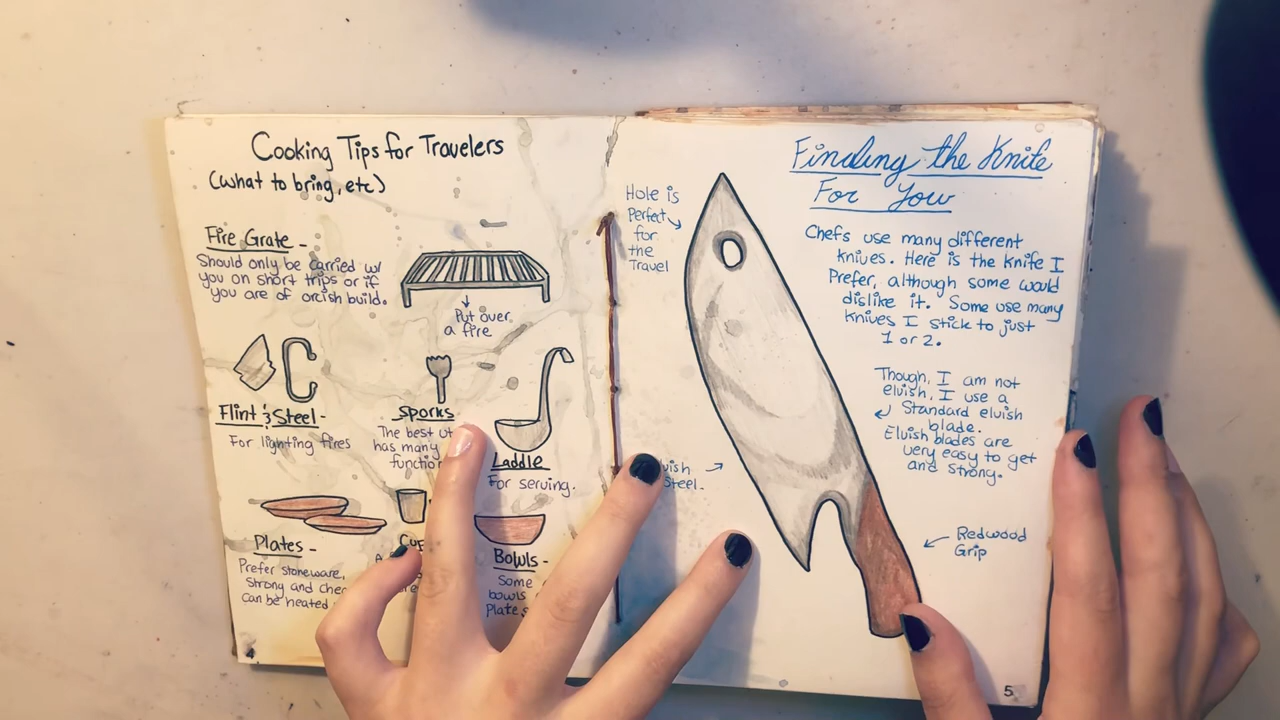 Cooking Tips for Travelers
(what to bring, etc)
Fire Grate -
Should only be carried w/
you on short trips or if
you are of orcish build.
Put over
a fire
Flint & Steel -
For lighting fires
Sporks
The best
has many
Laddle
For serving.
Plates -
Prefer stoneware,
Strong and
can be heated
Bowls -
Some
bowls
Finding the Knife
For You
Hole is
Perfect
for
the
Travel
Chefs use many different
knives. Here is the knife I
Prefer, although some would
dislike it. Some use many
knives I stick to just
1 or 2.
Though, I am not
elvish, I use a
Standard elvish
blade.
Elvish blades are
very easy to get
and strong.
Steel.
Redwood
Grip
5